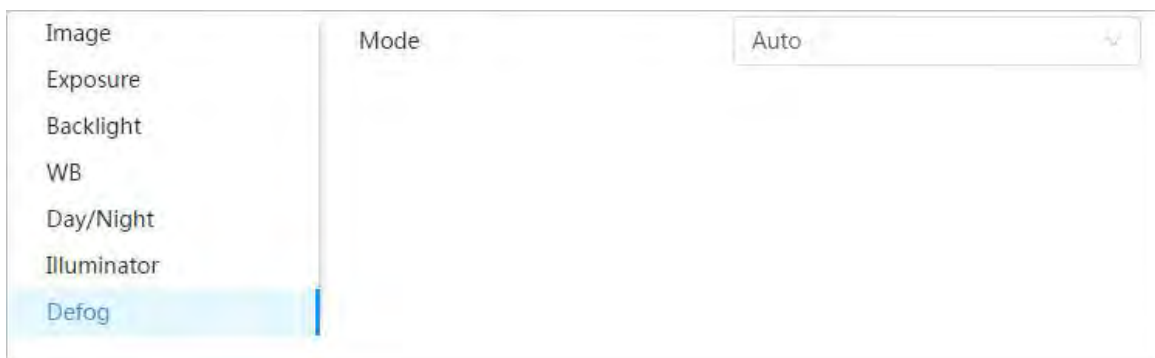 Image
Mode
Auto
Exposure
Backlight
WB
Day/Night
Illuminator
Defog